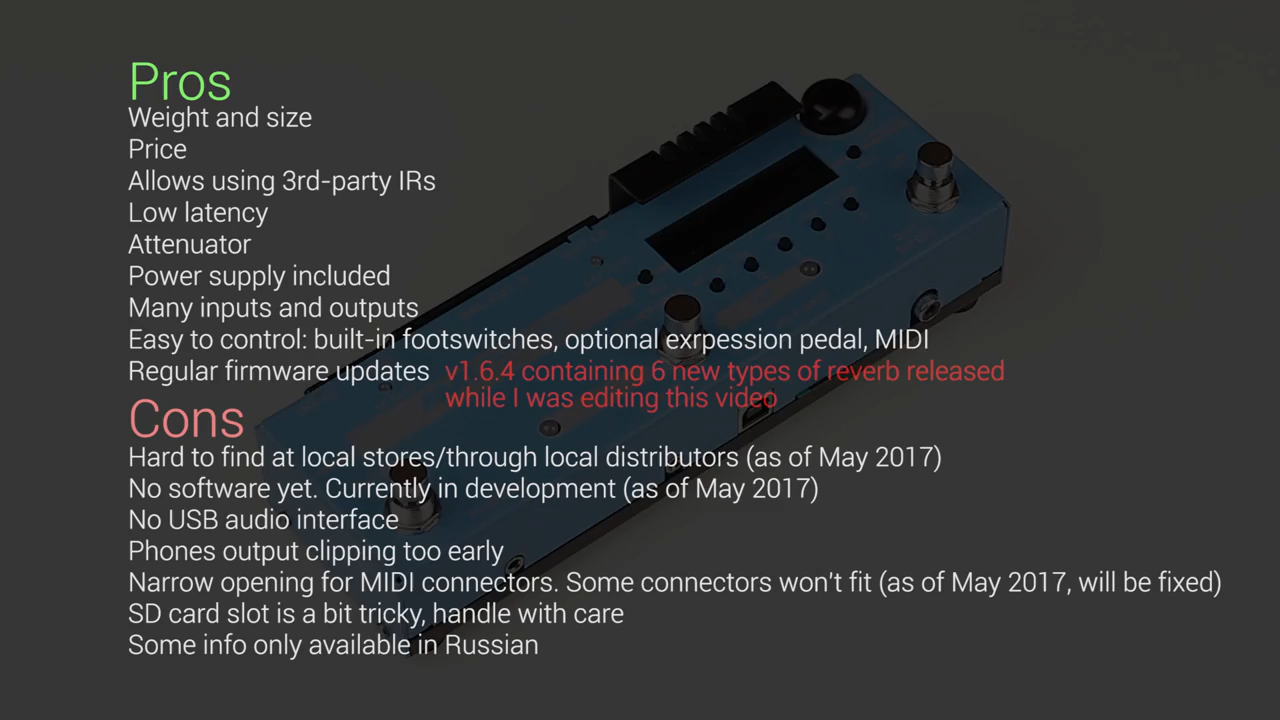 Pros
Weight and size
Price
Allows using 3rd-party IRs
Low latency
Attenuator
Power supply included
Many inputs and outputs
Easy to control: built-in footswitches, optional exrpession pedal, MIDI
Regular firmware updates v1.6.4 containing 6 new types of reverb released
while I was editing this video
Cons
Hard to find at local stores/through local distributors (as of May 2017)
No software yet. Currently in development (as of May 2017)
No USB audio interface
Phones output clipping too early
Narrow opening for MIDI connectors. Some connectors won't fit (as of May 2017, will be fixed)
SD card slot is a bit tricky, handle with care
Some info only available in Russian